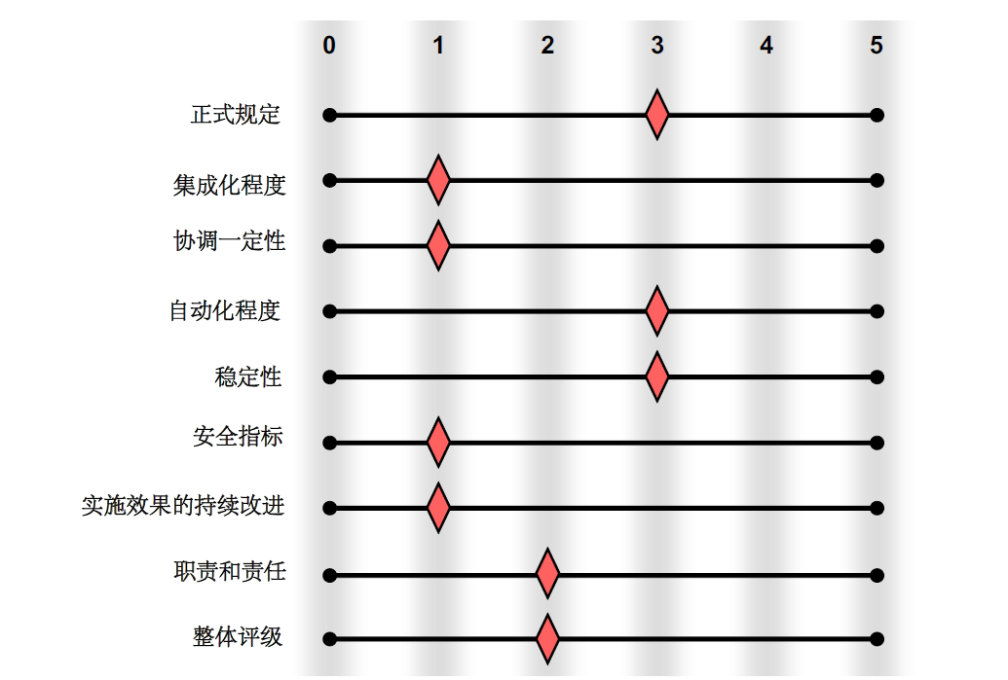 0 1 2 3 4 5
正式规定
集成化程度
协调一定性
自动化程度
稳定性
安全指标
实施效果的持续改进
职责和责任
整体评级